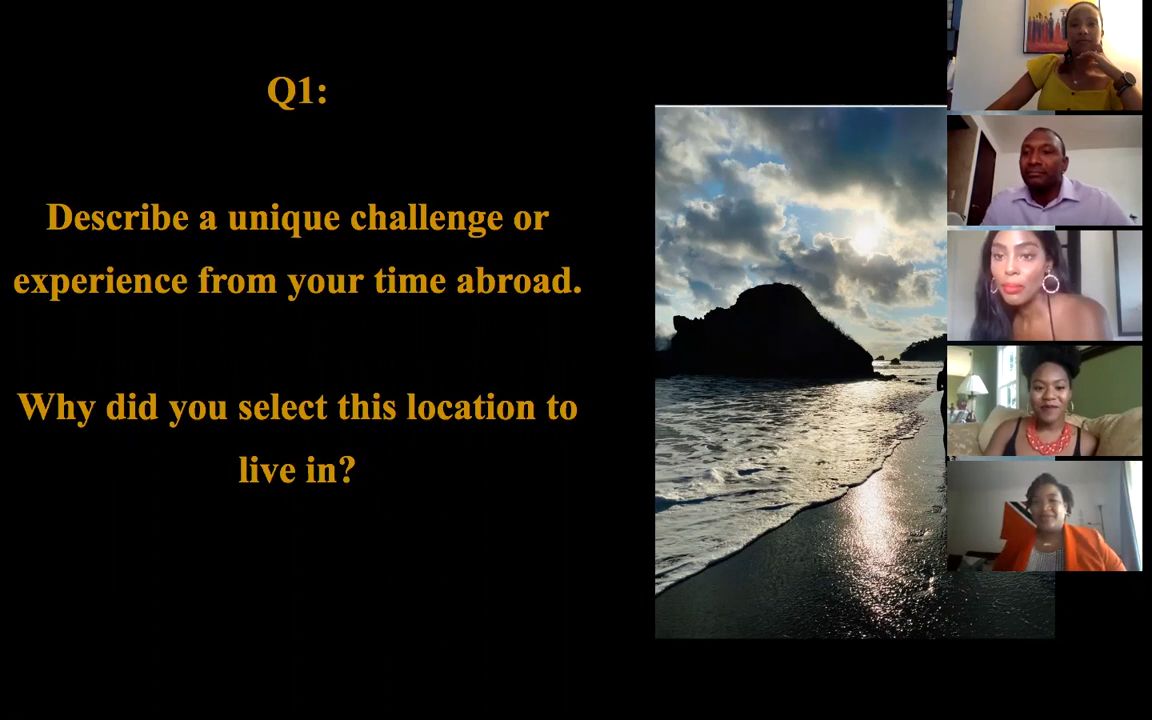 Q1:
Describe a unique challenge or
experience from your time abroad.
Why did you select this location to
live in?